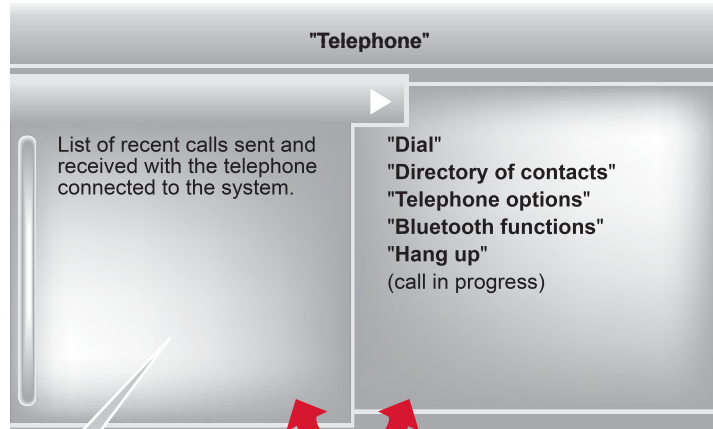 "Telephone"
List of recent calls sent and
received with the telephone
connected to the system.
"Dial"
"Directory of contacts"
"Telephone options"
"Bluetooth functions"
"Hang up"
(call in progress)